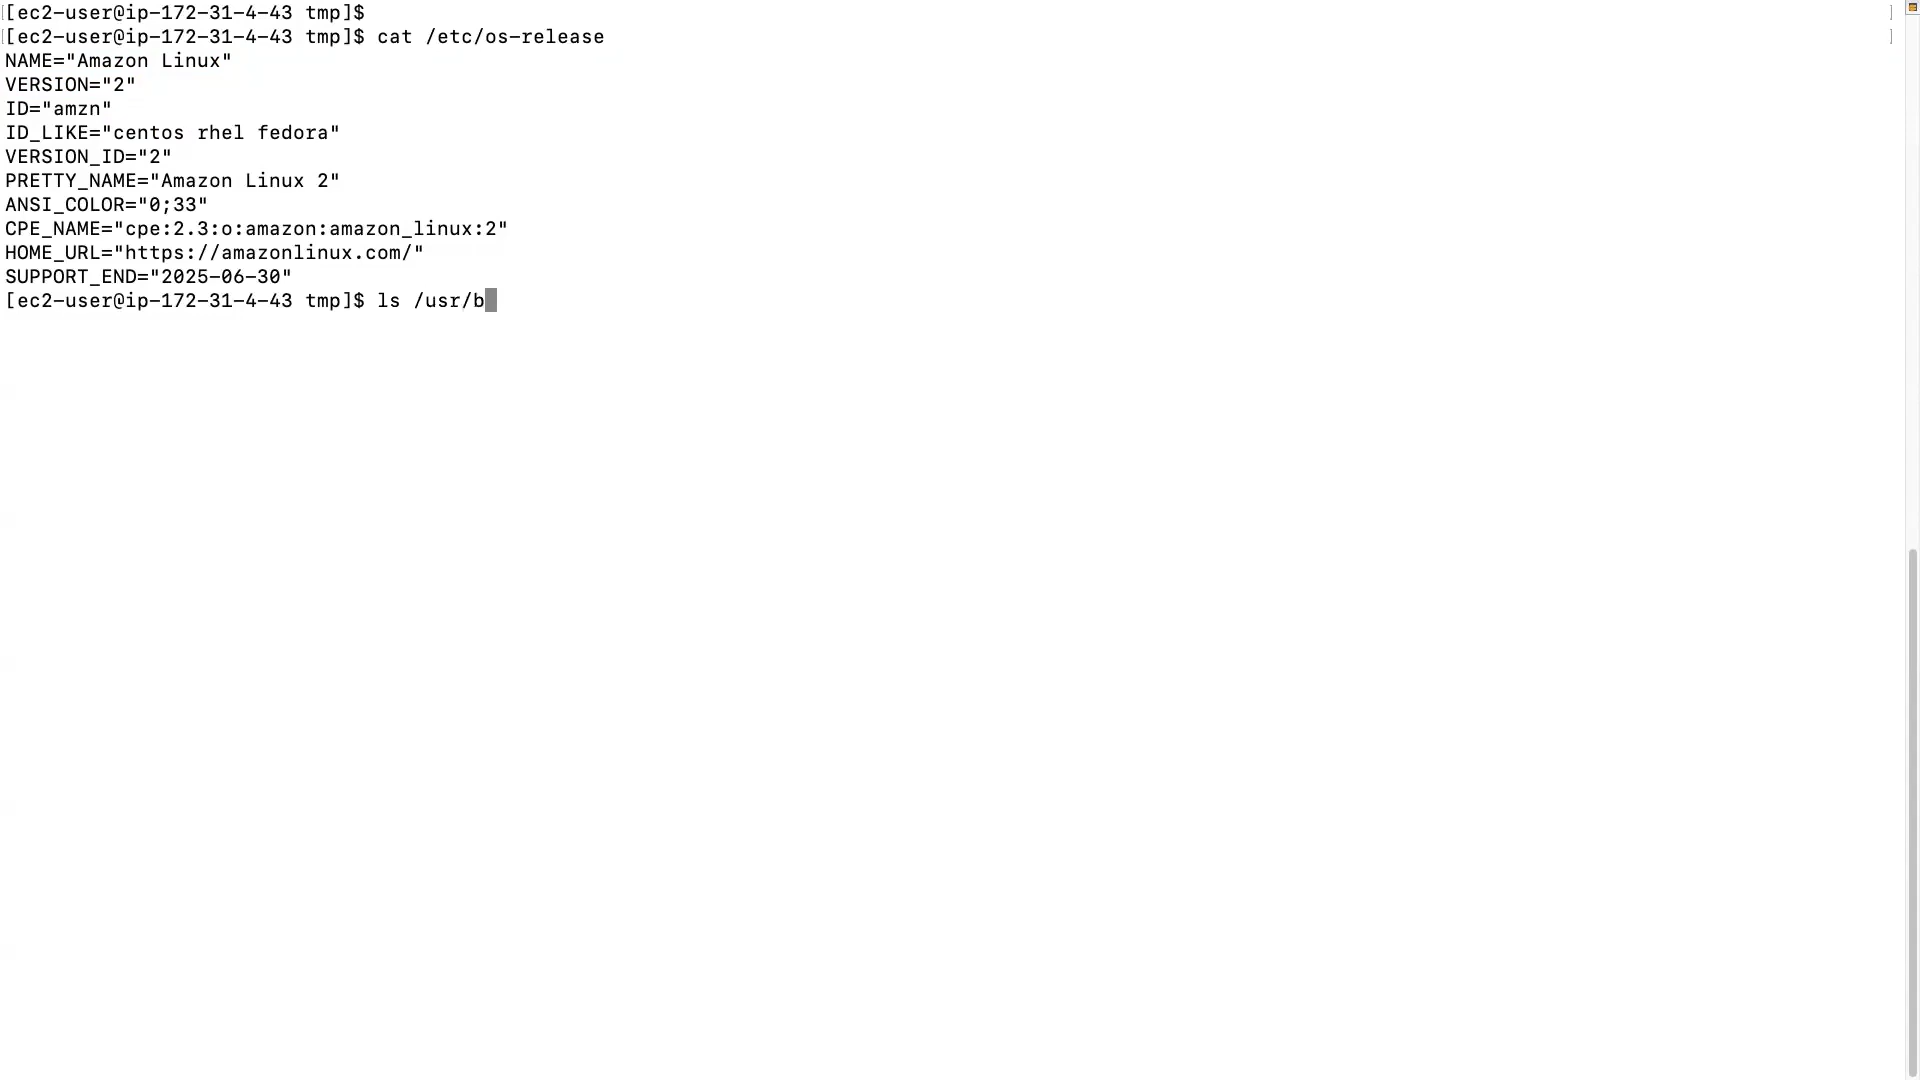 [ec2-user@ip-172-31-4-43 tmp]$
[ec2-user@ip-172-31-4-43 tmp]$ cat /etc/os-release
NAME="Amazon Linux"
VERSION="2"
ID="amzn"
ID_LIKE="centos rhel fedora"
VERSION_ID="2"
PRETTY_NAME="Amazon Linux 2"
ANSI_COLOR="0;33"
CPE_NAME="cpe:2.3:o:amazon:amazon_linux:2"
HOME_URL="https://amazonlinux.com/"
SUPPORT_END="2025-06-30"
[ec2-user@ip-172-31-4-43 tmp]$ ls /usr/b